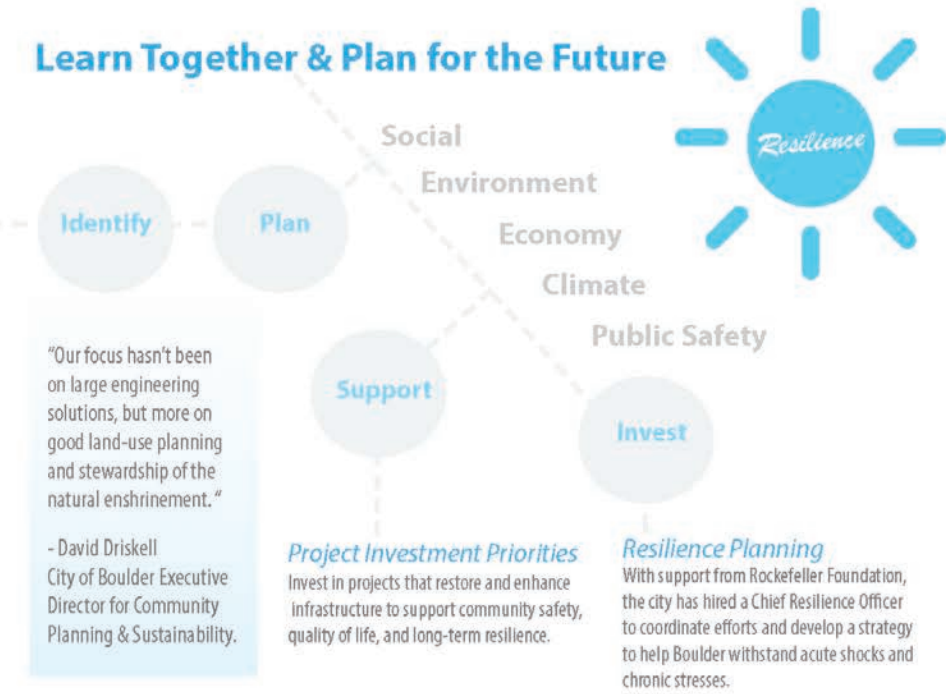 Learn Together & Plan for the Future
Resilience
Social
Environment
Economy
Climate
Public Safety
Identify
Plan
Support
Invest
"Our focus hasn't been
on large engineering
solutions, but more on
good land-use planning
and stewardship of the
natural enshrinement. "
- David Driskell
City of Boulder Executive
Director for Community
Planning & Sustainability.
Project Investment Priorities
Invest in projects that restore and enhance
infrastructure to support community safety,
quality of life, and long-term resilience.
Resilience Planning
With support from Rockefeller Foundation,
the city has hired a Chief Resilience Officer
to coordinate efforts and develop a strategy
to help Boulder withstand acute shocks and
chronic stresses.